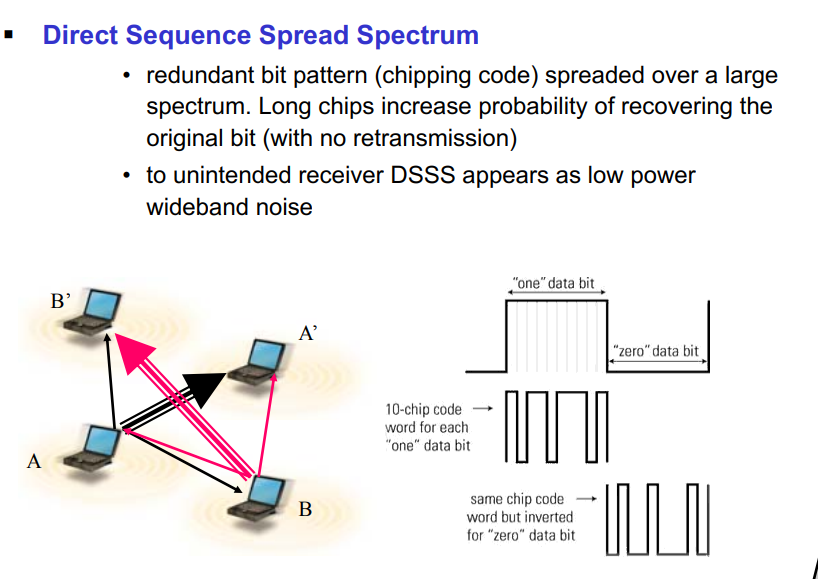 ▪ Direct Sequence Spread Spectrum
• redundant bit pattern (chipping code) spreaded over a large
spectrum. Long chips increase probability of recovering the
original bit (with no retransmission)
• to unintended receiver DSSS appears as low power
wideband noise
B’
A’
A
B
“one” data bit
“zero” data bit
10-chip code
word for each
“one” data bit
same chip code
word but inverted
for “zero” data bit